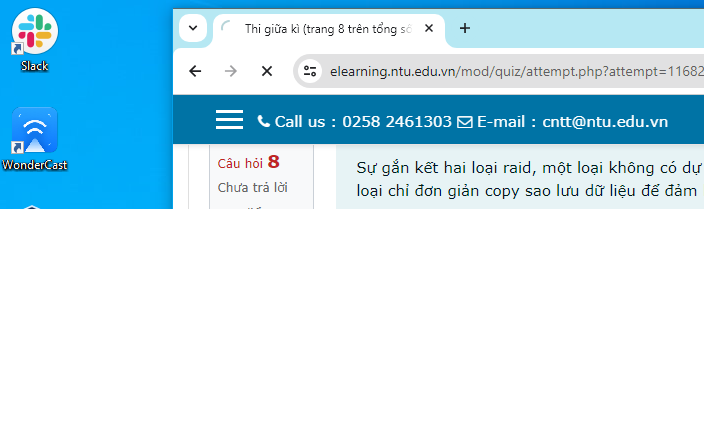 Slack
WonderCast
Thi giữa kì (trang 8 trên tổng số
elearning.ntu.edu.vn/mod/quiz/attempt.php?attempt=11682
Call us : 0258 2461303 E-mail : cntt@ntu.edu.vn
Câu hỏi 8
Chưa trả lời
Sự gắn kết hai loại raid, một loại không có dự
loại chỉ đơn giản copy sao lưu dữ liệu để đảm